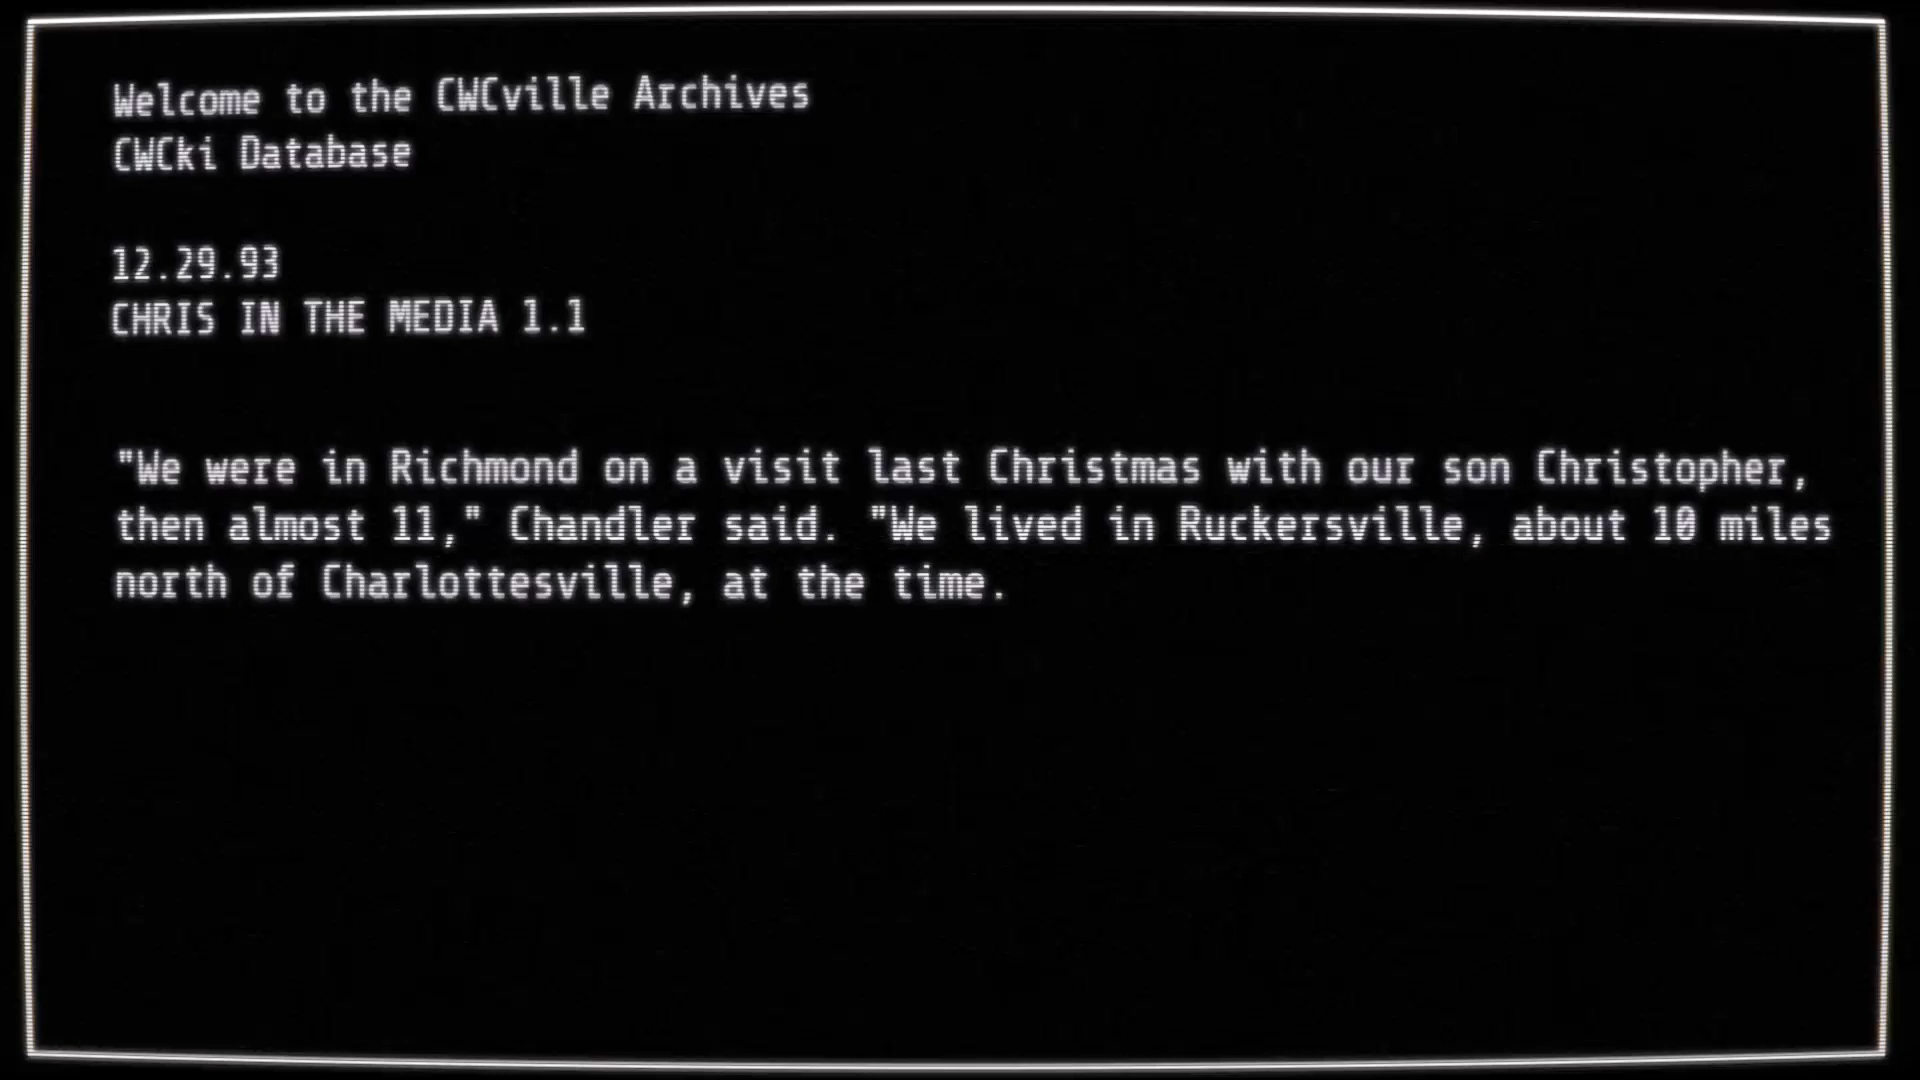 Welcome to the CWCville Archives
CWCki Database
12.29.93
CHRIS IN THE MEDIA 1.1
"We were in Richmond on a visit last Christmas with our son Christopher,
then almost 11," Chandler said. "We lived in Ruckersville, about 10 miles
north of Charlottesville, at the time.